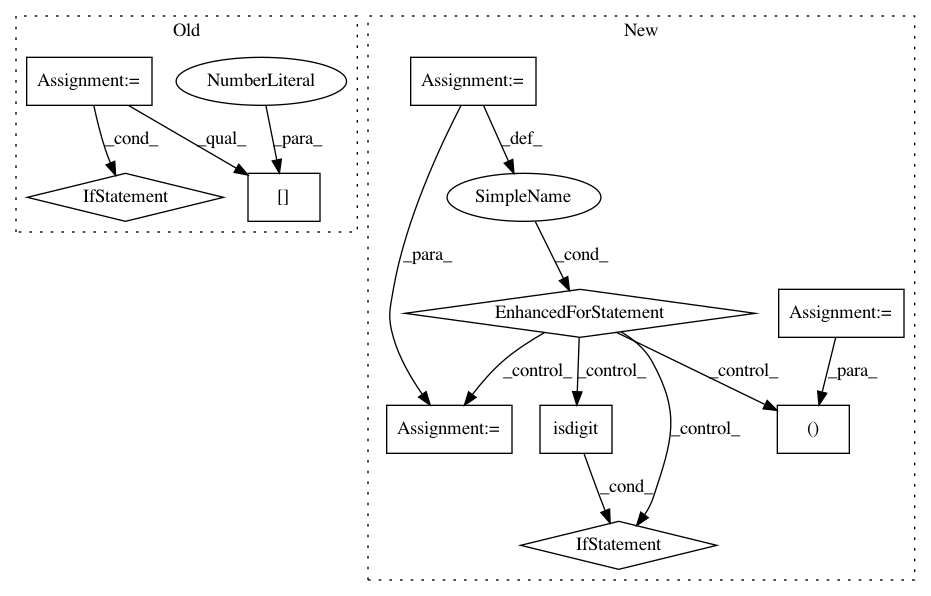 Old
New
Assignment:=
NumberLiteral
Assignment:=
_cond_
_qual_
_para_
_def_
IfStatement
[]
SimpleName
_para_
_cond_
EnhancedForStatement
Assignment:=
_control_
_control_
_control_
_para_
Assignment:=
isdigit
_control_
()
_cond_
IfStatement